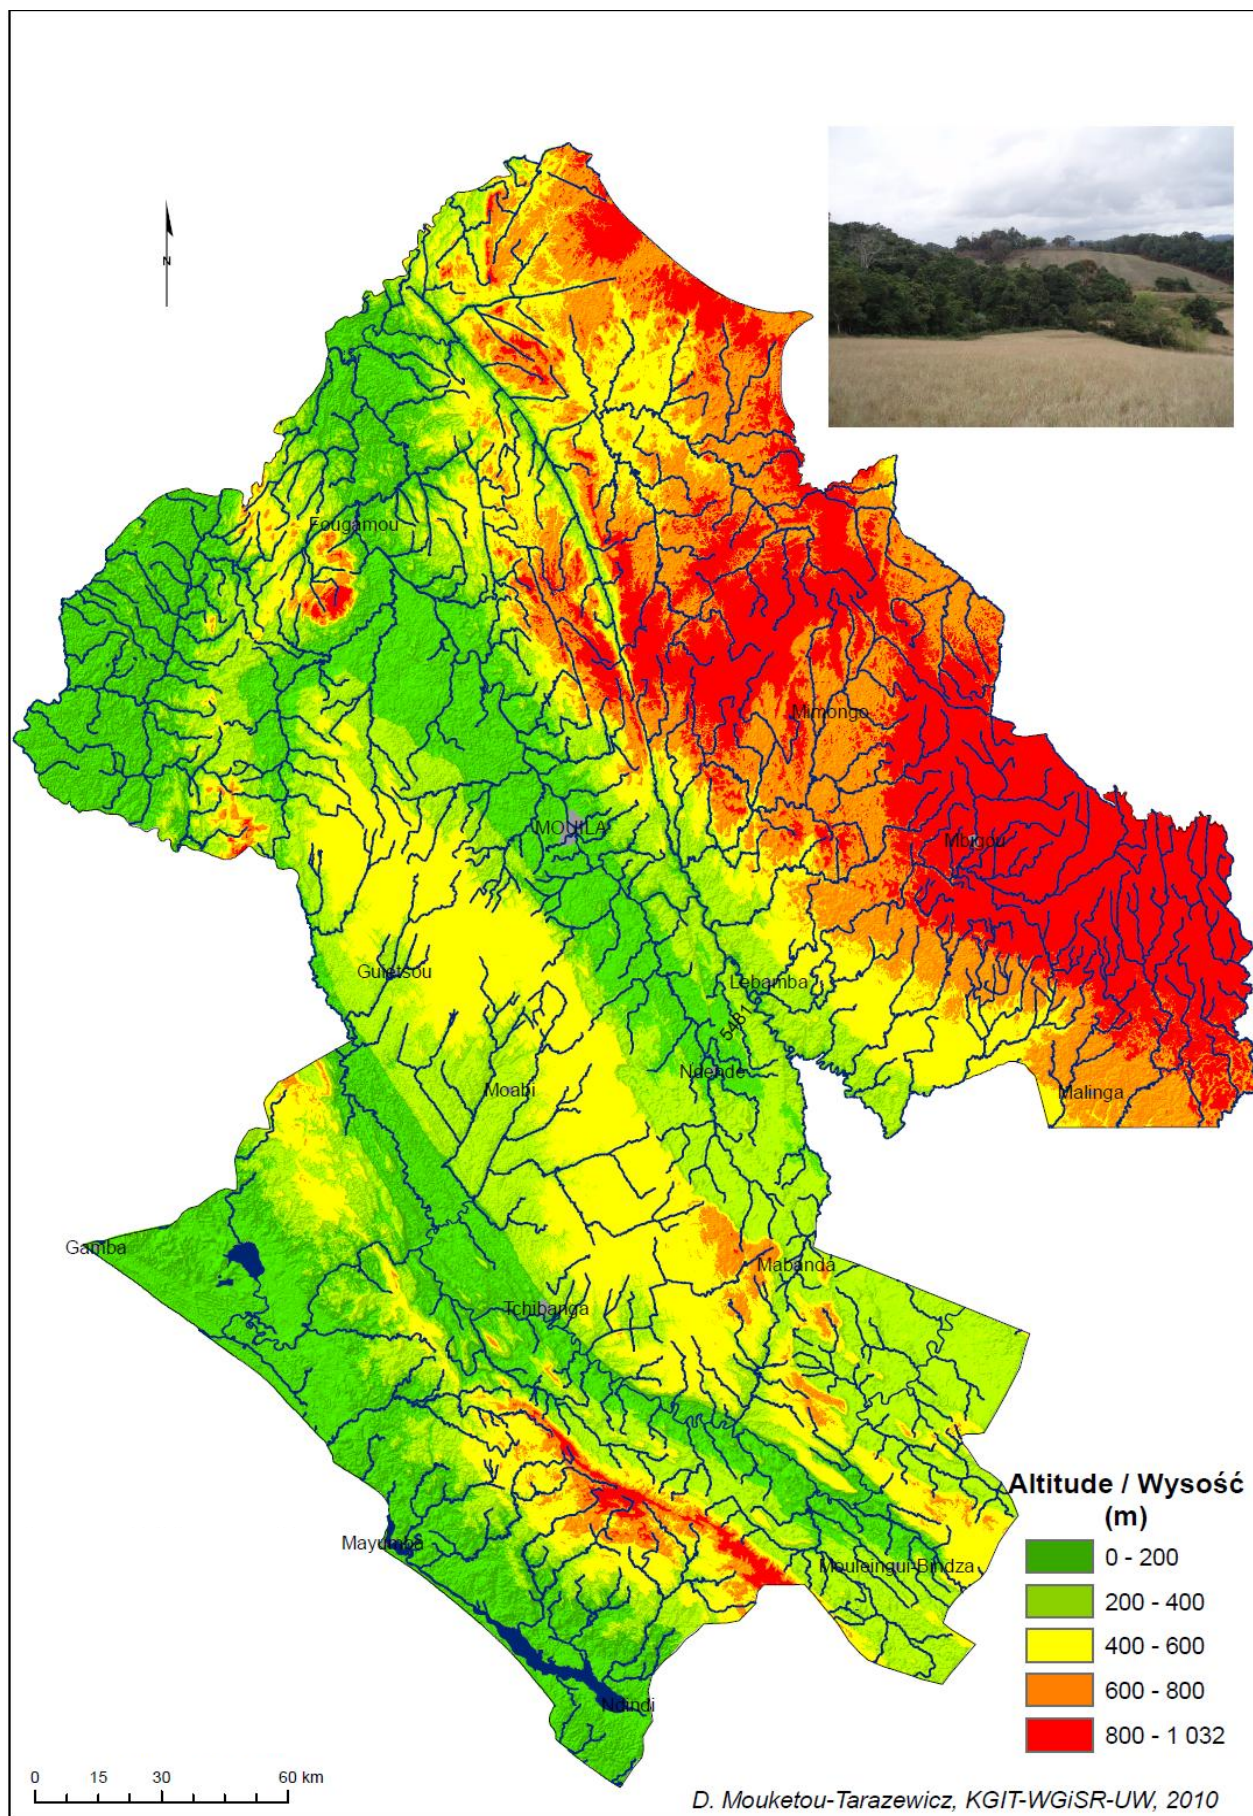 N
Fougamou
Mimongo
MOUILA
Mbigou
Guietsou
Lebamba
Ndende
Moabi
Malinga
Gamba
Mabanda
Tchibanga
Altitude / Wysość
(m)
0 - 200
200 - 400
400 - 600
600 - 800
800 - 1 032
Mayumba
Mouleingui-Bindza
Ndindi
0 15 30 60 km
D. Mouketou-Tarazewicz, KGIT-WGiSR-UW, 2010